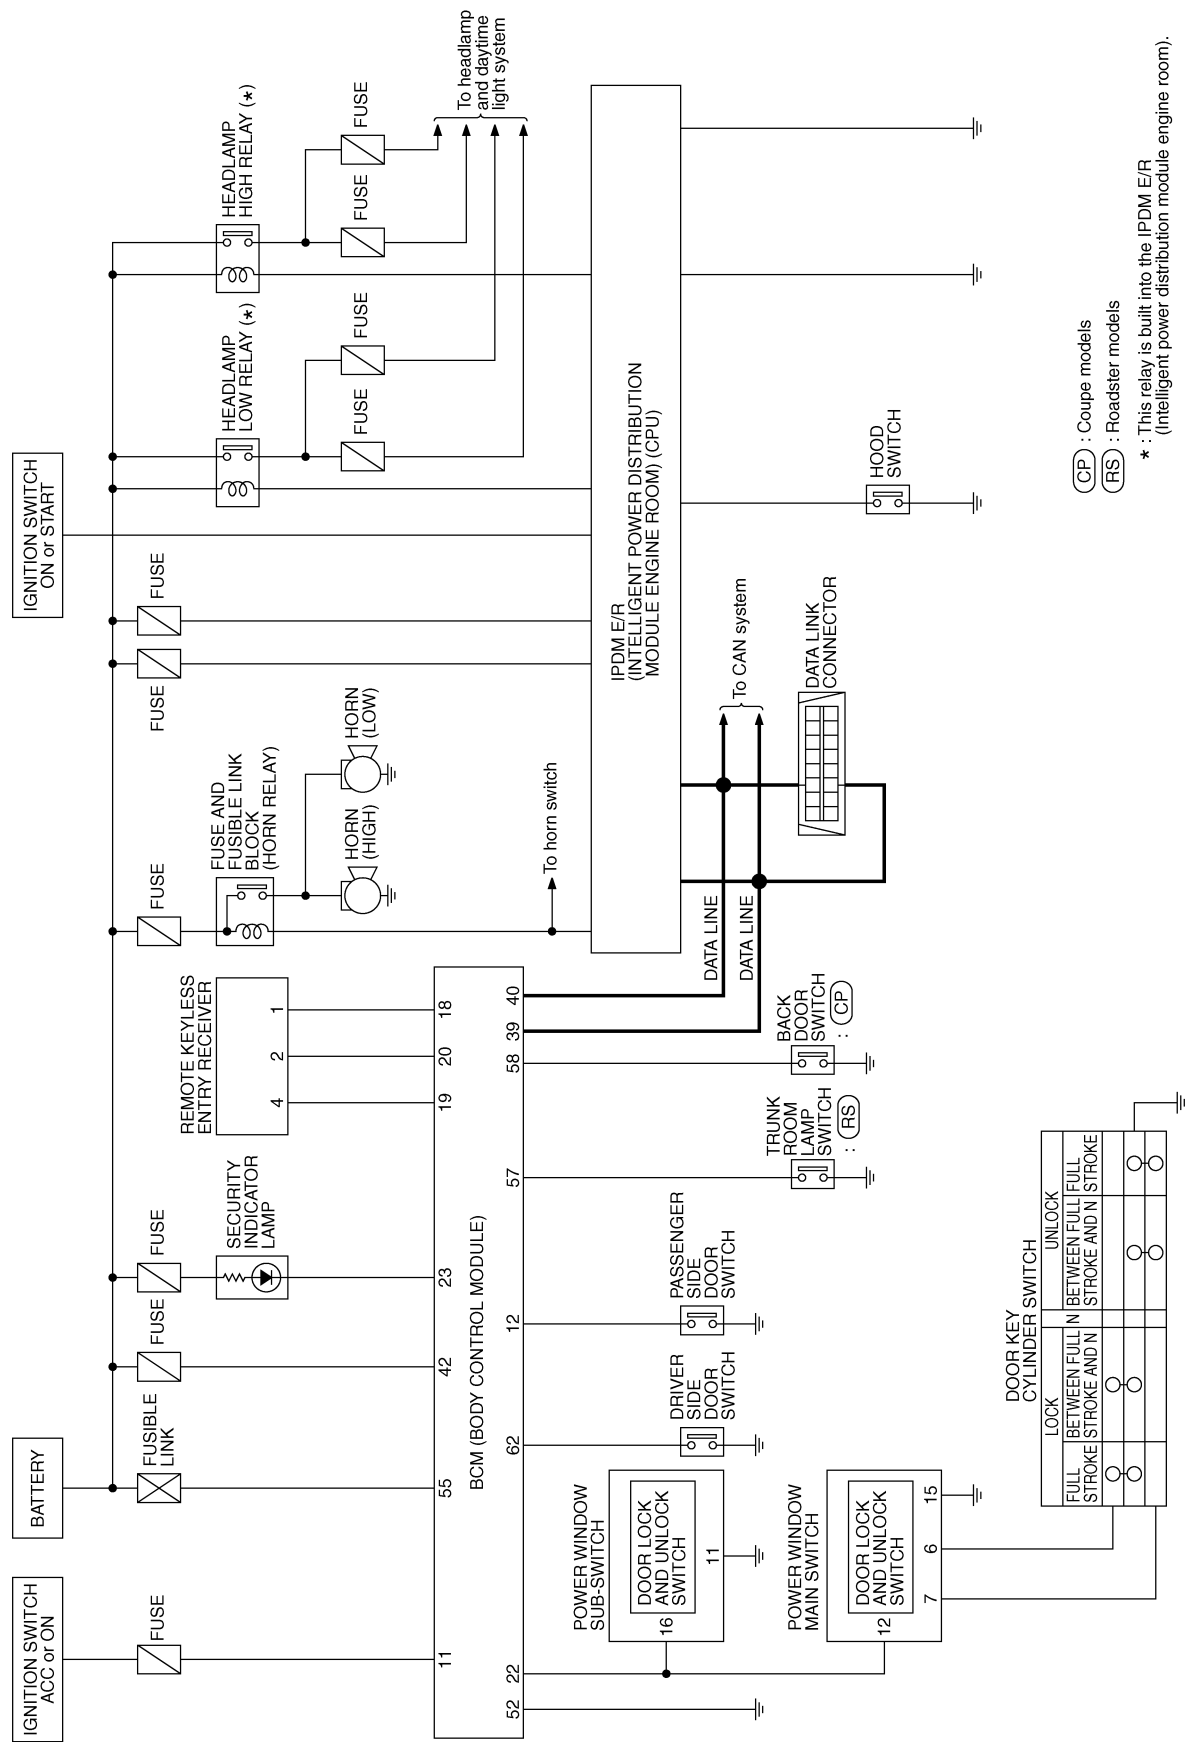 IGNITION SWITCH
ACC or ON
BATTERY
IGNITION SWITCH
ON or START
FUSE
FUSIBLE
LINK
FUSE
FUSE
FUSE
FUSE
FUSE
SECURITY
INDICATOR
LAMP
REMOTE KEYLESS
ENTRY RECEIVER
4
2
1
FUSE AND
FUSIBLE LINK
BLOCK
(HORN RELAY)
HORN
(HIGH)
HORN
(LOW)
To horn switch
HEADLAMP
LOW RELAY (*)
HEADLAMP
HIGH RELAY (*)
FUSE
FUSE
FUSE
FUSE
To headlamp
and daytime
light system
11
55
42
23
19
20
18
BCM (BODY CONTROL MODULE)
52
22
62
12
57
58
39
40
IPDM E/R
(INTELLIGENT POWER DISTRIBUTION
MODULE ENGINE ROOM) (CPU)
POWER WINDOW
SUB-SWITCH
DOOR LOCK
AND UNLOCK
SWITCH
16
11
DRIVER
SIDE
DOOR
SWITCH
PASSENGER
SIDE
DOOR
SWITCH
TRUNK
ROOM
LAMP
SWITCH
: RS
BACK
DOOR
SWITCH
: CP
DATA LINE
DATA LINE
To CAN system
DATA LINK
CONNECTOR
HOOD
SWITCH
POWER WINDOW
MAIN SWITCH
DOOR LOCK
AND UNLOCK
SWITCH
12
7
6
15
DOOR KEY
CYLINDER SWITCH
LOCK
UNLOCK
FULL
STROKE
BETWEEN FULL
STROKE AND N
N
BETWEEN FULL
STROKE AND N
FULL
STROKE
CP : Coupe models
RS : Roadster models
* : This relay is built into the IPDM E/R
(Intelligent power distribution module engine room).